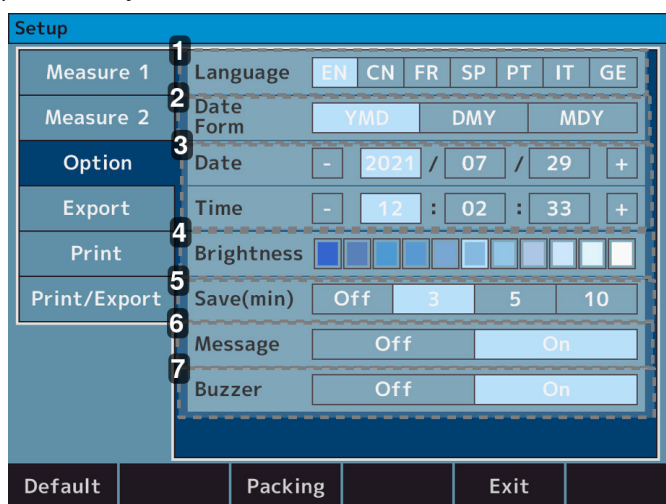 Setup
1
Measure 1
Language EN CN FR SP PT IT GE
2
Measure 2
Date Form YMD DMY MDY
3
Option
Date - 2021 / 07 / 29 +
Export
Time - 12 : 02 : 33 +
4
Print
Brightness
5
Print/Export
Save(min) Off 3 5 10
6
Message Off On
7
Buzzer Off On
Default Packing Exit